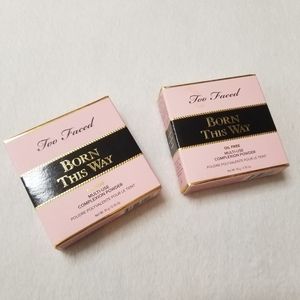 Too Faced
BORN
THIS WAY
MULTI-USE
COMPLEXION POWDER
POUDRE POLYVALENTE POUR LE TEINT
Too Faced
BORN
THIS WAY
OIL FREE
MULTI-USE
COMPLEXION POWDER
POUDRE POLYVALENTE POUR LE TEINT